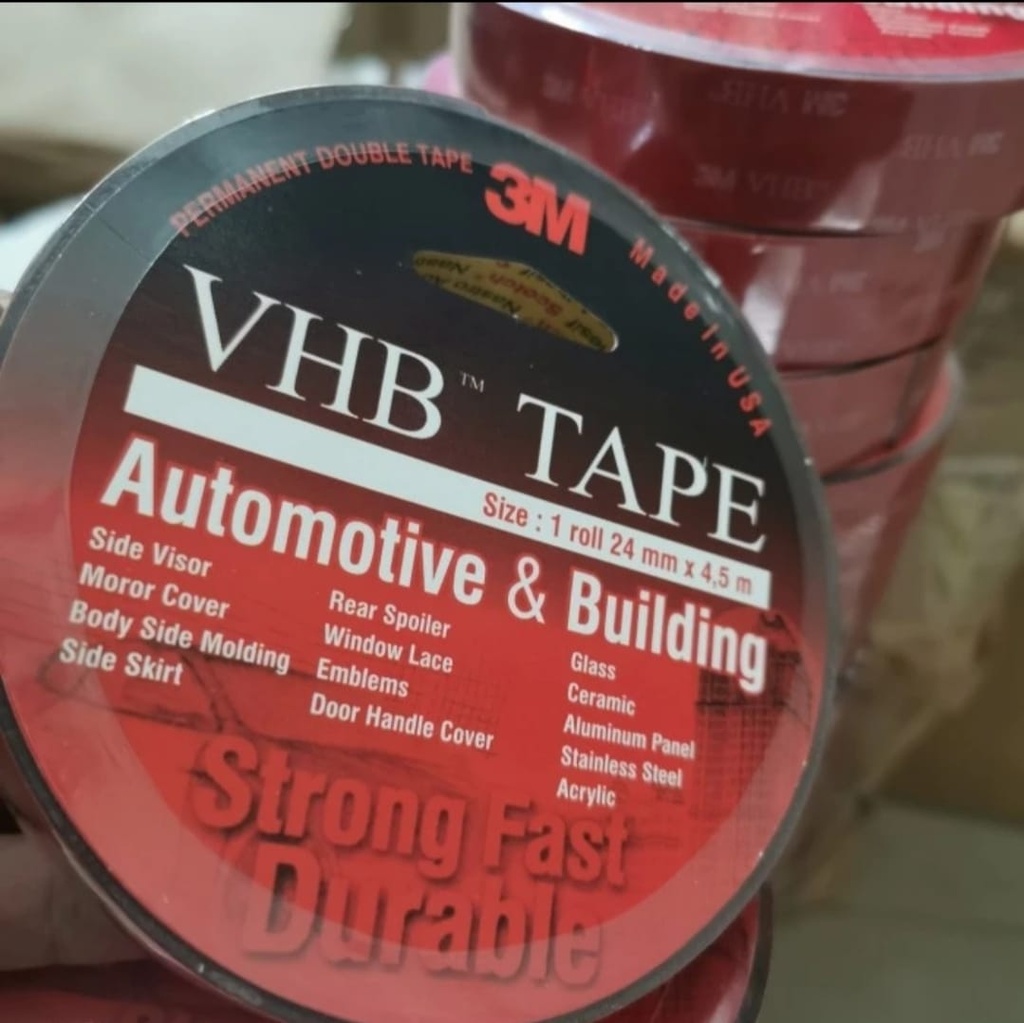 PERMANENT DOUBLE TAPE
3M
Made in USA
VHB™ TAPE
Size : 1 roll 24 mm x 4,5 m
Automotive & Building
Side Visor
Moror Cover
Body Side Molding
Side Skirt
Rear Spoiler
Window Lace
Emblems
Door Handle Cover
Glass
Ceramic
Aluminum Panel
Stainless Steel
Acrylic
Strong Fast
Durable